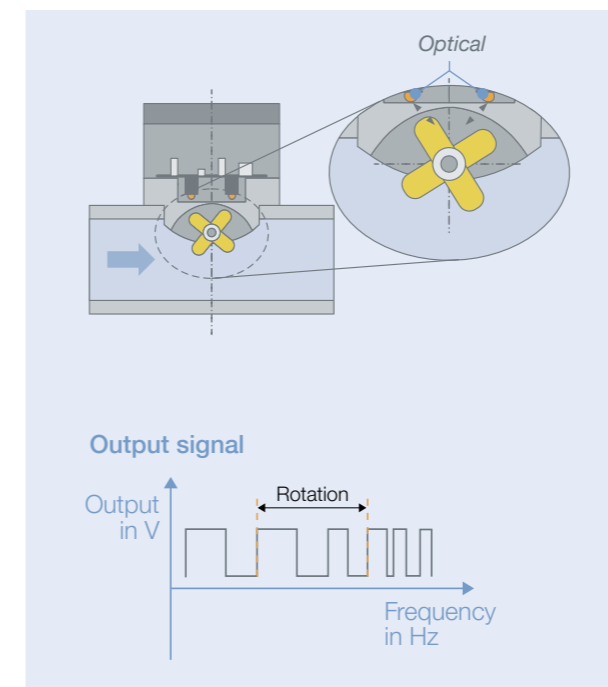 Optical
Output signal
Output
in V
Rotation
Frequency
in Hz